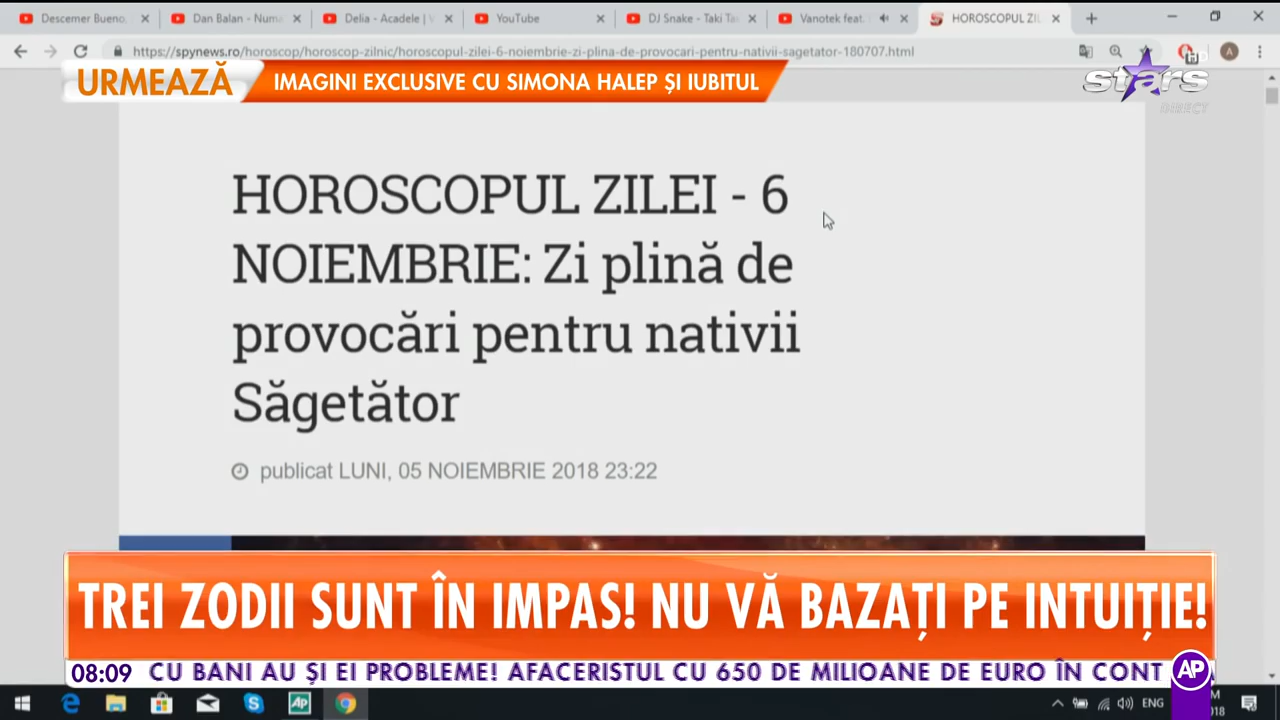 Descemer Bueno,
Dan Balan - Numa
Delia - Acadele |
YouTube
DJ Snake - Taki Ta
Vanotek feat.
HOROSCOPUL ZIL
https://spynews.ro/horoscop/horoscop-zilnic/horoscopul-zilei-6-noiembrie-zi-plina-de-provocari-pentru-nativii-sagetator-180707.html
A
URMEAZĂ
IMAGINI EXCLUSIVE CU SIMONA HALEP ȘI IUBITUL
stars
DIRECT
HOROSCOPUL ZILEI - 6
NOIEMBRIE: Zi plină de
provocări pentru nativii
Săgetător
publicat LUNI, 05 NOIEMBRIE 2018 23:22
TREI ZODII SUNT ÎN IMPAS! NU VĂ BAZAȚI PE INTUIȚIE!
08:09 CU BANI AU ȘI EI PROBLEME! AFACERISTUL CU 650 DE MILIOANE DE EURO ÎN CONT
AP
AP
ENG
M
018